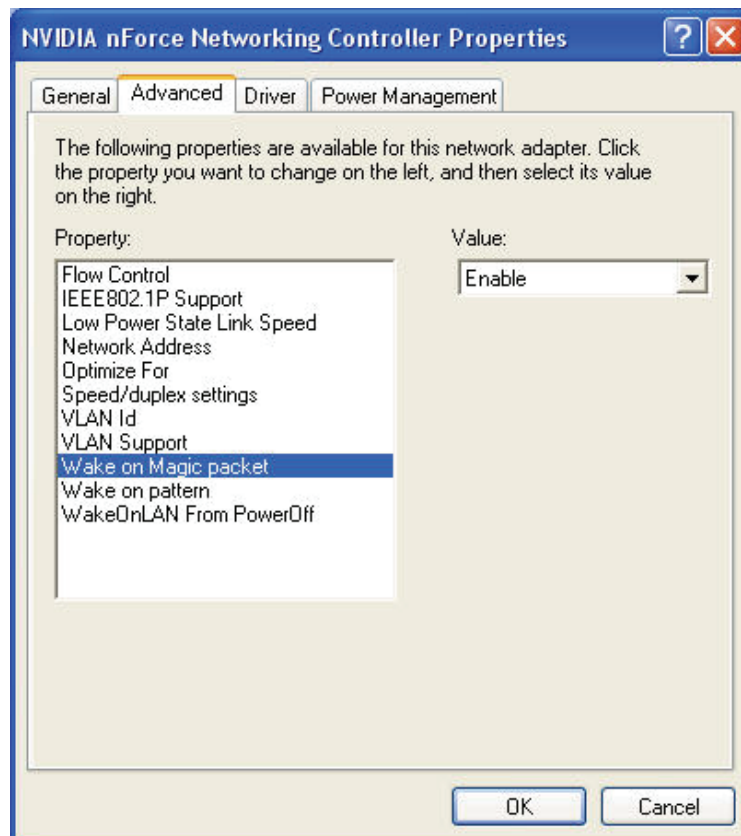 NVIDIA nForce Networking Controller Properties
General Advanced Driver Power Management
The following properties are available for this network adapter. Click
the property you want to change on the left, and then select its value
on the right.
Property: Value:
Flow Control
IEEE802.1P Support
Low Power State Link Speed
Network Address
Optimize For
Speed/duplex settings
VLAN Id
VLAN Support
Wake on Magic packet
Wake on pattern
WakeOnLAN From PowerOff
Enable
OK Cancel